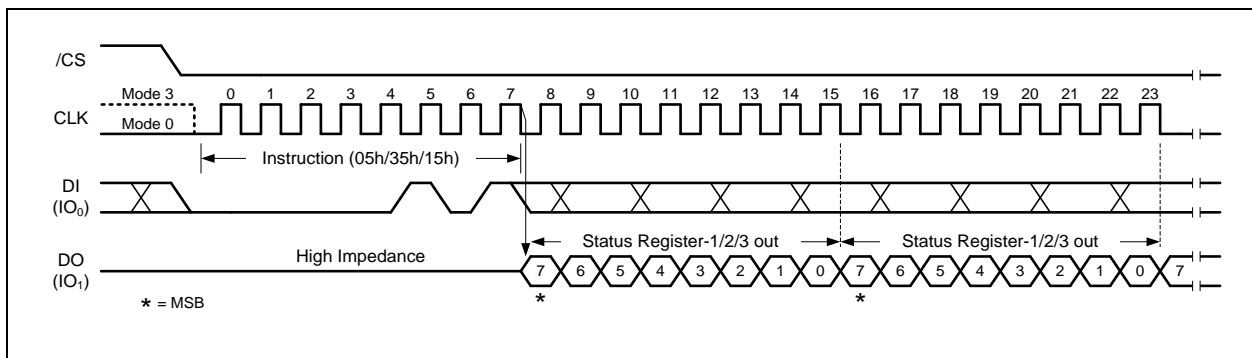 /CS
Mode 3
0 1 2 3 4 5 6 7 8 9 10 11 12 13 14 15 16 17 18 19 20 21 22 23
CLK
Mode 0
Instruction (05h/35h/15h)
DI
(IO0)
Status Register-1/2/3 out Status Register-1/2/3 out
High Impedance
DO
(IO1)
7 6 5 4 3 2 1 0 7 6 5 4 3 2 1 0 7
* *
* = MSB